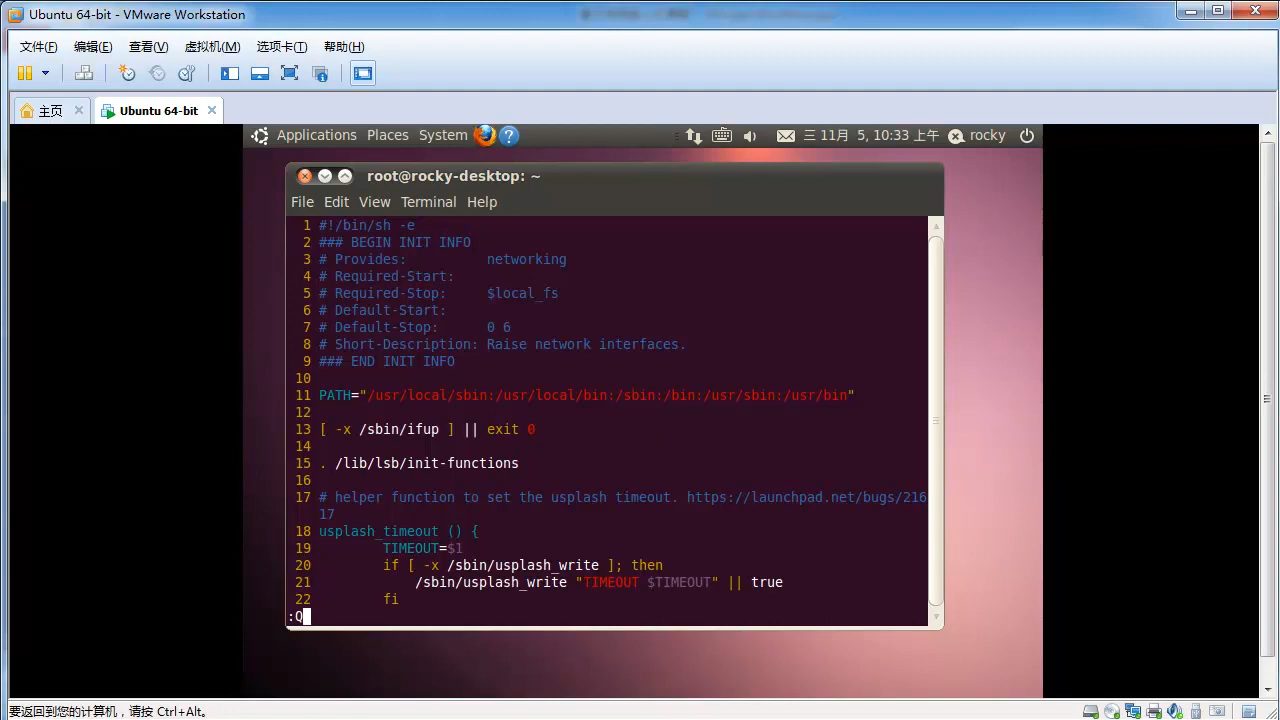 Ubuntu 64-bit - VMware Workstation
文件(F) 编辑(E) 查看(V) 虚拟机(M) 选项卡(T) 帮助(H)
主页 Ubuntu 64-bit
Applications Places System 三 11月 5, 10:33 上午 rocky
root@rocky-desktop: ~
File Edit View Terminal Help
1 #!/bin/sh -e
2 ### BEGIN INIT INFO
3 # Provides: networking
4 # Required-Start:
5 # Required-Stop: $local_fs
6 # Default-Start:
7 # Default-Stop: 0 6
8 # Short-Description: Raise network interfaces.
9 ### END INIT INFO
10
11 PATH="/usr/local/sbin:/usr/local/bin:/sbin:/bin:/usr/sbin:/usr/bin"
12
13 [ -x /sbin/ifup ] || exit 0
14
15 . /lib/lsb/init-functions
16
17 # helper function to set the usplash timeout. https://launchpad.net/bugs/216
17
18 usplash_timeout () {
19 TIMEOUT=$1
20 if [ -x /sbin/usplash_write ]; then
21 /sbin/usplash_write "TIMEOUT $TIMEOUT" || true
22 fi
:Q
要返回到您的计算机，请按 Ctrl+Alt。